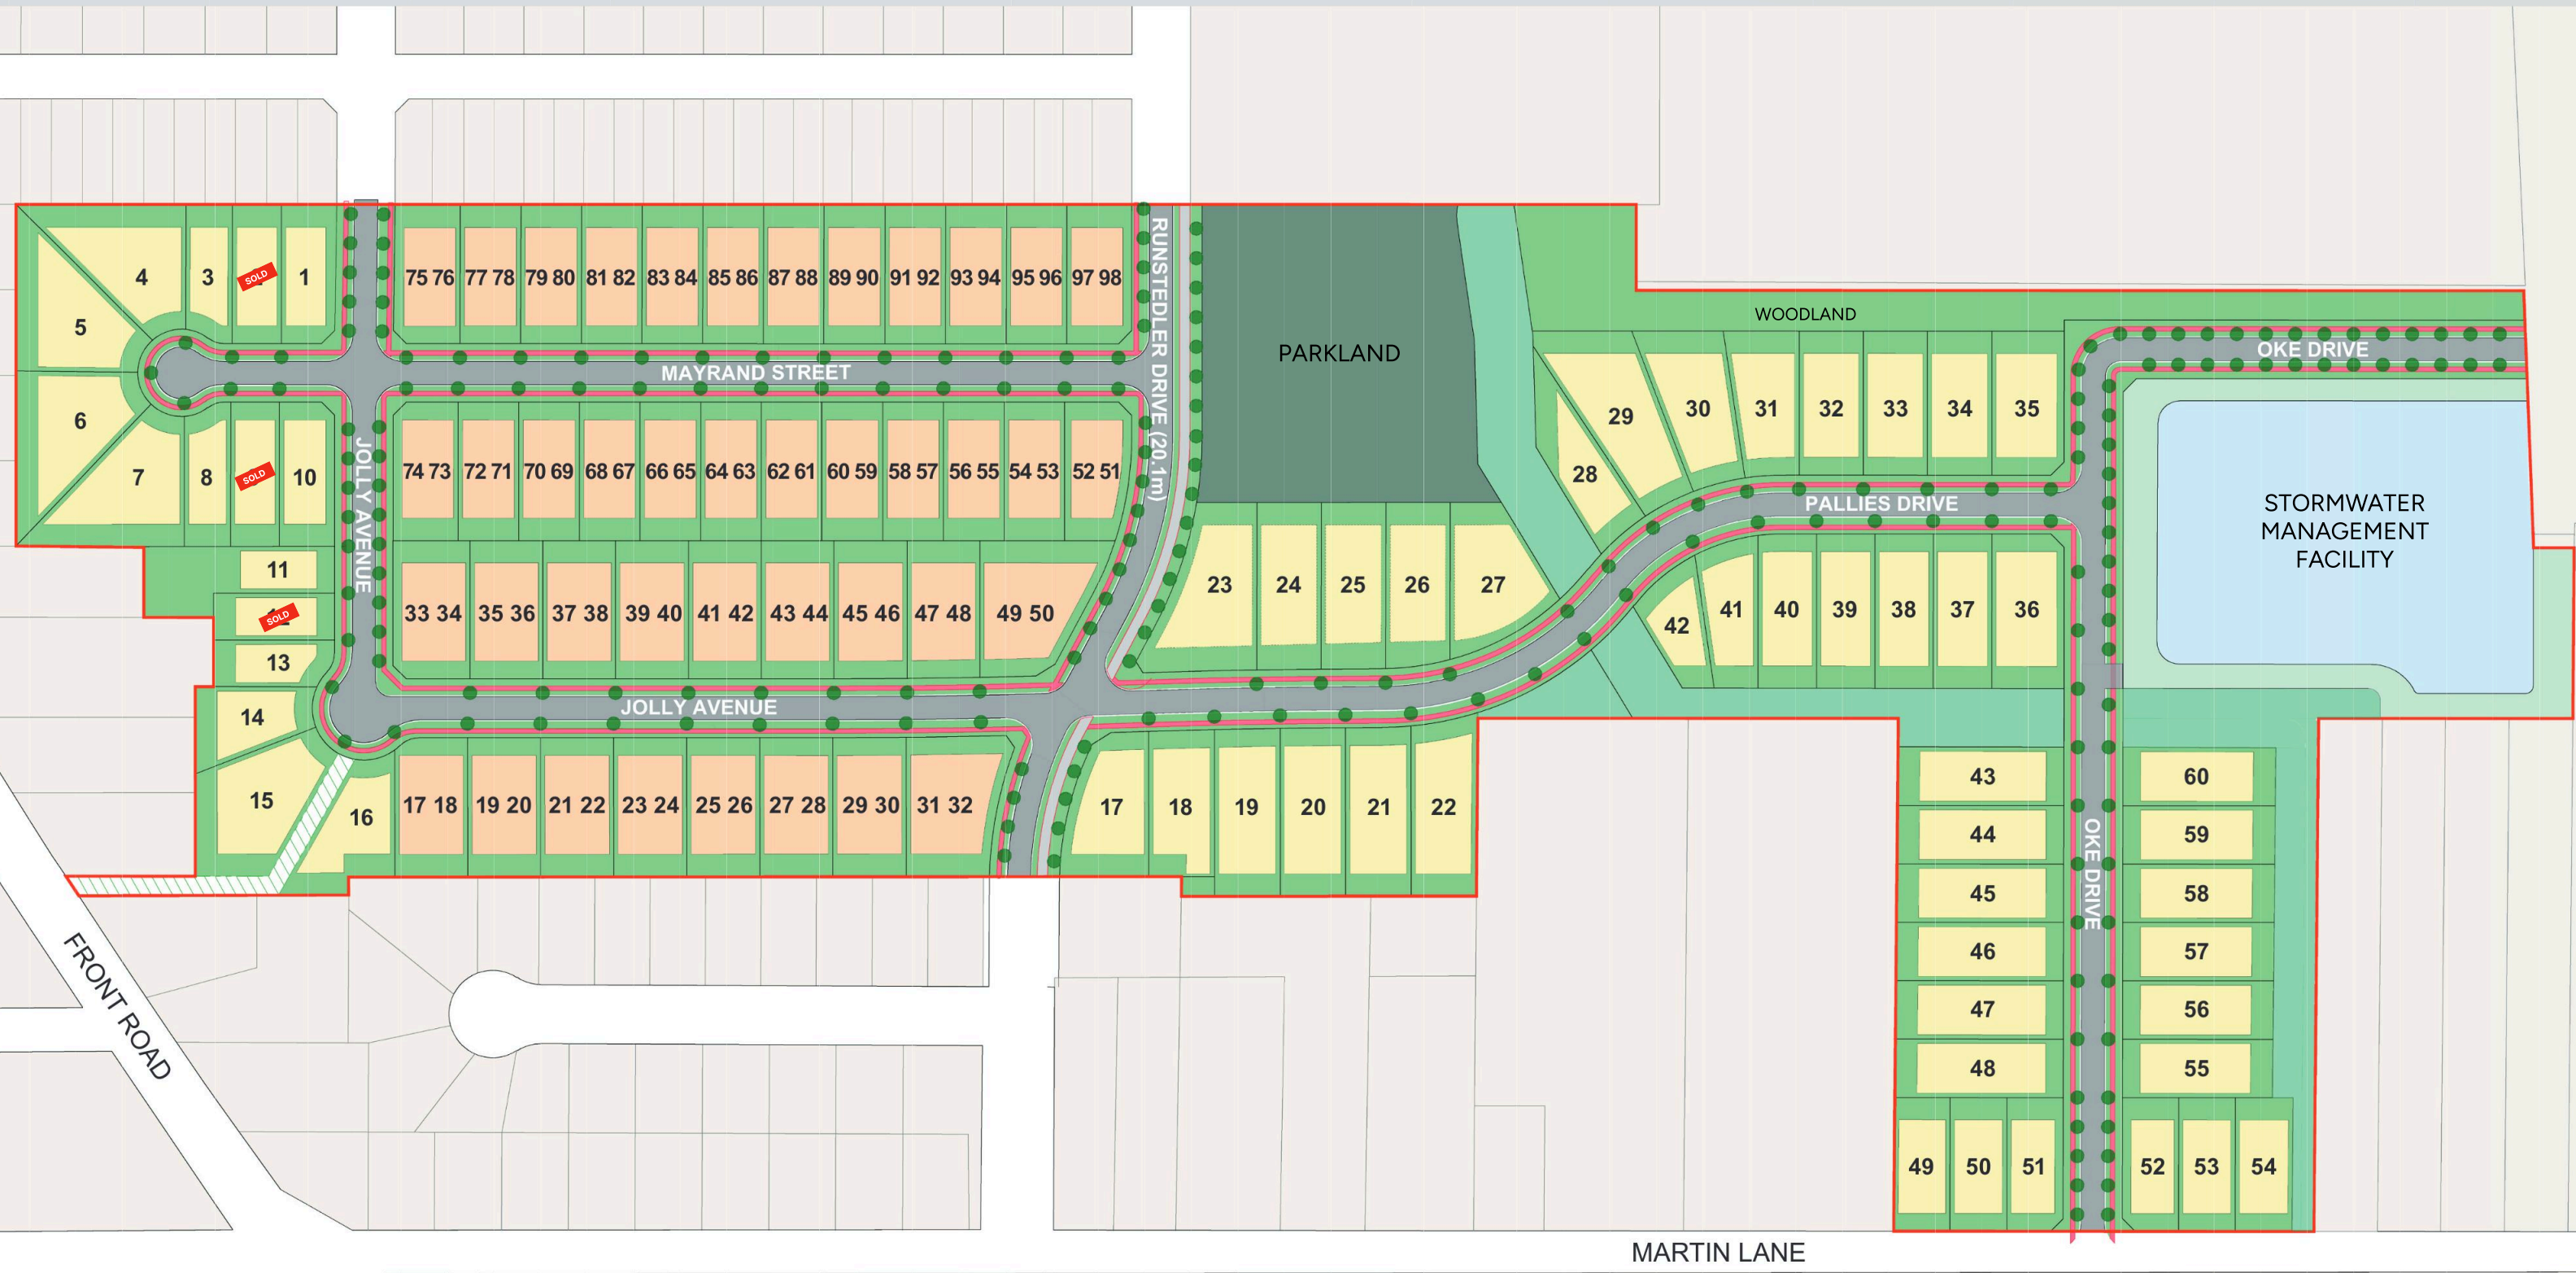 4 3 SOLD 1
75 76 77 78 79 80 81 82 83 84 85 86 87 88 89 90 91 92 93 94 95 96 97 98
RUNSTEDLER DRIVE (20.1m)
PARKLAND
WOODLAND
5
MAYRAND STREET
OKE DRIVE
6
29 30 31 32 33 34 35
28
7 8 SOLD 10
JOLLY AVENUE
74 73 72 71 70 69 68 67 66 65 64 63 62 61 60 59 58 57 56 55 54 53 52 51
PALLIES DRIVE
STORMWATER
MANAGEMENT
FACILITY
11
SOLD
13
33 34 35 36 37 38 39 40 41 42 43 44 45 46 47 48 49 50
23 24 25 26 27
42 41 40 39 38 37 36
14
JOLLY AVENUE
15
16
17 18 19 20 21 22 23 24 25 26 27 28 29 30 31 32
17 18 19 20 21 22
43 60
44 59
OKE DRIVE
45 58
46 57
47 56
48 55
49 50 51 52 53 54
FRONT ROAD
MARTIN LANE